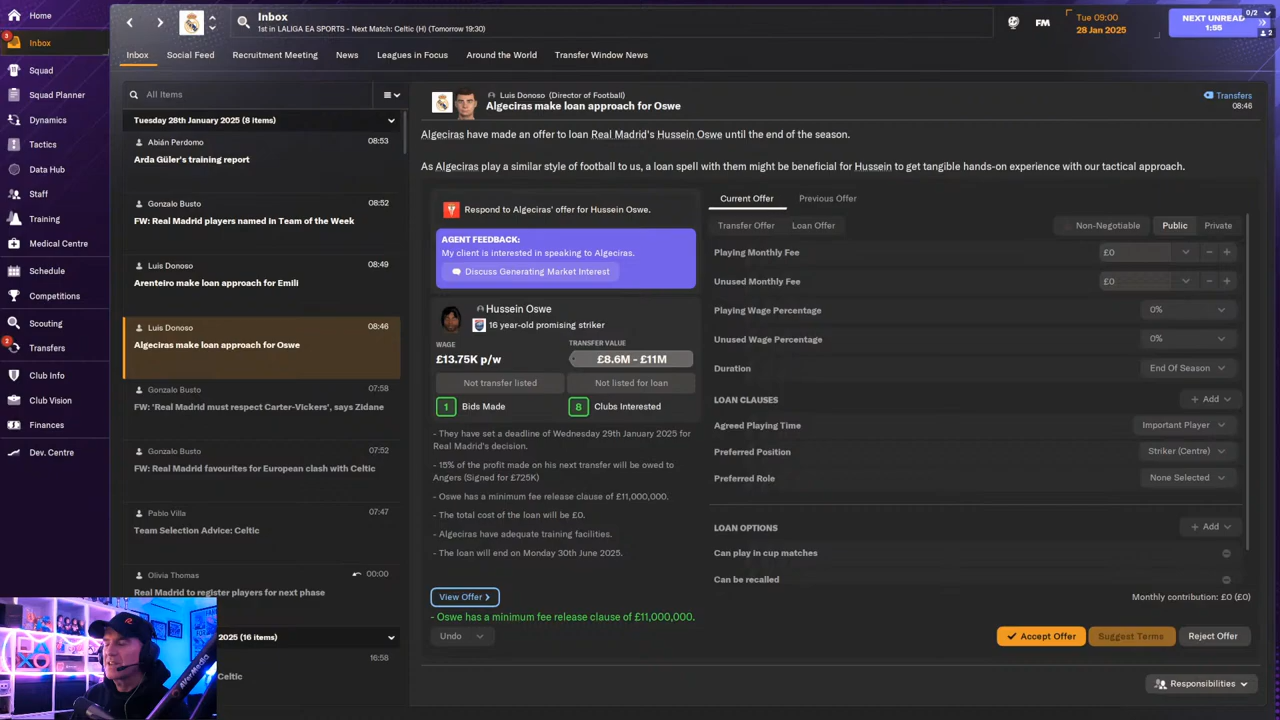 Home
Inbox
3
Squad
Squad Planner
Dynamics
Tactics
Data Hub
Staff
Training
Medical Centre
Schedule
Competitions
Scouting
Transfers
2
Club Info
Club Vision
Finances
Dev. Centre
Inbox
1st in LALIGA EA SPORTS - Next Match: Celtic (H) (Tomorrow 19:30)
FM
Tue 09:00
28 Jan 2025
NEXT UNREAD
1:55
0/2
2
Inbox
Social Feed
Recruitment Meeting
News
Leagues in Focus
Around the World
Transfer Window News
All Items
Tuesday 28th January 2025 (8 items)
Abián Perdomo 08:53
Arda Güler's training report
Gonzalo Busto 08:52
FW: Real Madrid players named in Team of the Week
Luis Donoso 08:49
Arenteiro make loan approach for Emili
Luis Donoso 08:46
Algeciras make loan approach for Oswe
Gonzalo Busto 07:58
FW: 'Real Madrid must respect Carter-Vickers', says Zidane
Gonzalo Busto 07:52
FW: Real Madrid favourites for European clash with Celtic
Pablo Villa 07:47
Team Selection Advice: Celtic
Olivia Thomas 00:00
Real Madrid to register players for next phase
2025 (16 items)
16:58
Celtic
Luis Donoso (Director of Football)
Algeciras make loan approach for Oswe
Transfers
08:46
Algeciras have made an offer to loan Real Madrid's Hussein Oswe until the end of the season.
As Algeciras play a similar style of football to us, a loan spell with them might be beneficial for Hussein to get tangible hands-on experience with our tactical approach.
Respond to Algeciras' offer for Hussein Oswe.
AGENT FEEDBACK:
My client is interested in speaking to Algeciras.
Discuss Generating Market Interest
Hussein Oswe
16 year-old promising striker
WAGE
£13.75K p/w
TRANSFER VALUE
£8.6M - £11M
Not transfer listed
Not listed for loan
1 Bids Made
8 Clubs Interested
- They have set a deadline of Wednesday 29th January 2025 for
Real Madrid's decision.
- 15% of the profit made on his next transfer will be owed to
Angers (Signed for £725K)
- Oswe has a minimum fee release clause of £11,000,000.
- The total cost of the loan will be £0.
- Algeciras have adequate training facilities.
- The loan will end on Monday 30th June 2025.
View Offer >
- Oswe has a minimum fee release clause of £11,000,000.
Undo
Current Offer
Previous Offer
Transfer Offer
Loan Offer
Non-Negotiable
Public
Private
Playing Monthly Fee £0
Unused Monthly Fee £0
Playing Wage Percentage 0%
Unused Wage Percentage 0%
Duration End Of Season
LOAN CLAUSES + Add
Agreed Playing Time Important Player
Preferred Position Striker (Centre)
Preferred Role None Selected
LOAN OPTIONS + Add
Can play in cup matches
Can be recalled
Monthly contribution: £0 (£0)
Accept Offer
Suggest Terms
Reject Offer
Responsibilities
AVerMedia